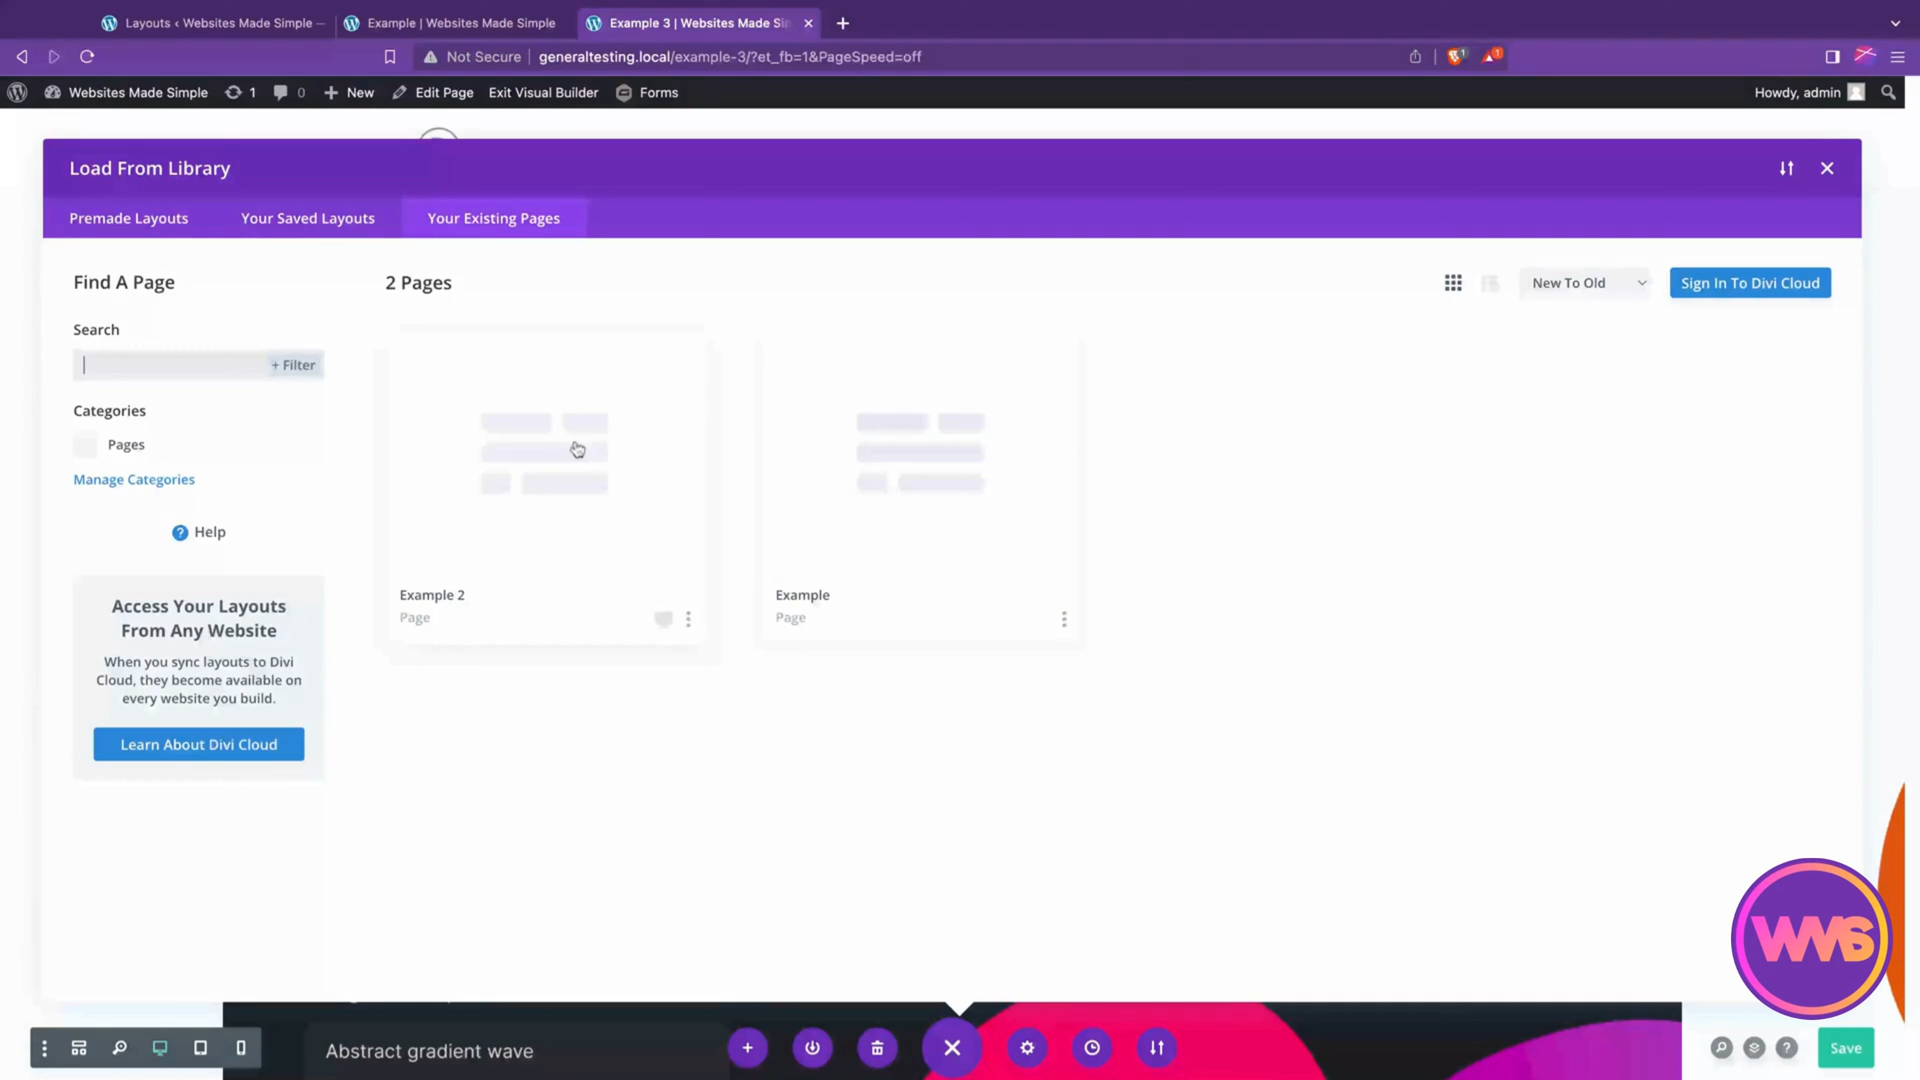 Layouts ‹ Websites Made Simple —
Example | Websites Made Simple
Example 3 | Websites Made Si
Not Secure
generaltesting.local/example-3/?et_fb=1&PageSpeed=off
1
1
Websites Made Simple
1
0
New
Edit Page
Exit Visual Builder
Forms
Howdy, admin
Load From Library
Premade Layouts
Your Saved Layouts
Your Existing Pages
Find A Page
2 Pages
New To Old
Sign In To Divi Cloud
Search
+ Filter
Categories
Pages
Manage Categories
? Help
Access Your Layouts
From Any Website
When you sync layouts to Divi
Cloud, they become available on
every website you build.
Learn About Divi Cloud
Example 2
Page
Example
Page
WMS
Abstract gradient wave
?
Save